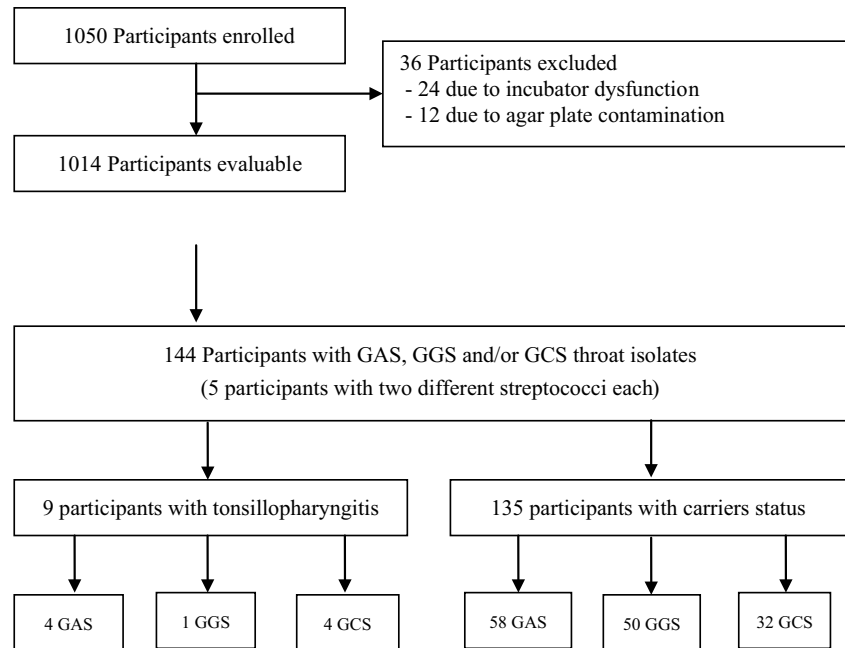 1050 Participants enrolled
36 Participants excluded
- 24 due to incubator dysfunction
- 12 due to agar plate contamination
1014 Participants evaluable
144 Participants with GAS, GGS and/or GCS throat isolates
(5 participants with two different streptococci each)
9 participants with tonsillopharyngitis
135 participants with carriers status
4 GAS
1 GGS
4 GCS
58 GAS
50 GGS
32 GCS